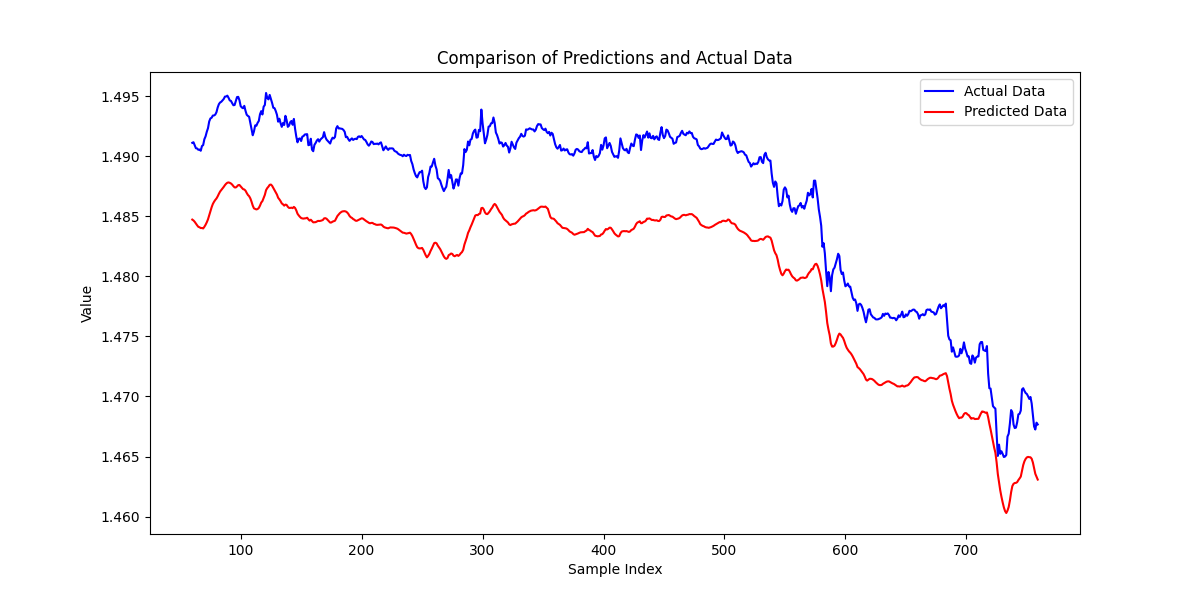 Comparison of Predictions and Actual Data
Actual Data
Predicted Data
1.495
1.490
1.485
1.480
1.475
1.470
1.465
1.460
Value
100 200 300 400 500 600 700
Sample Index